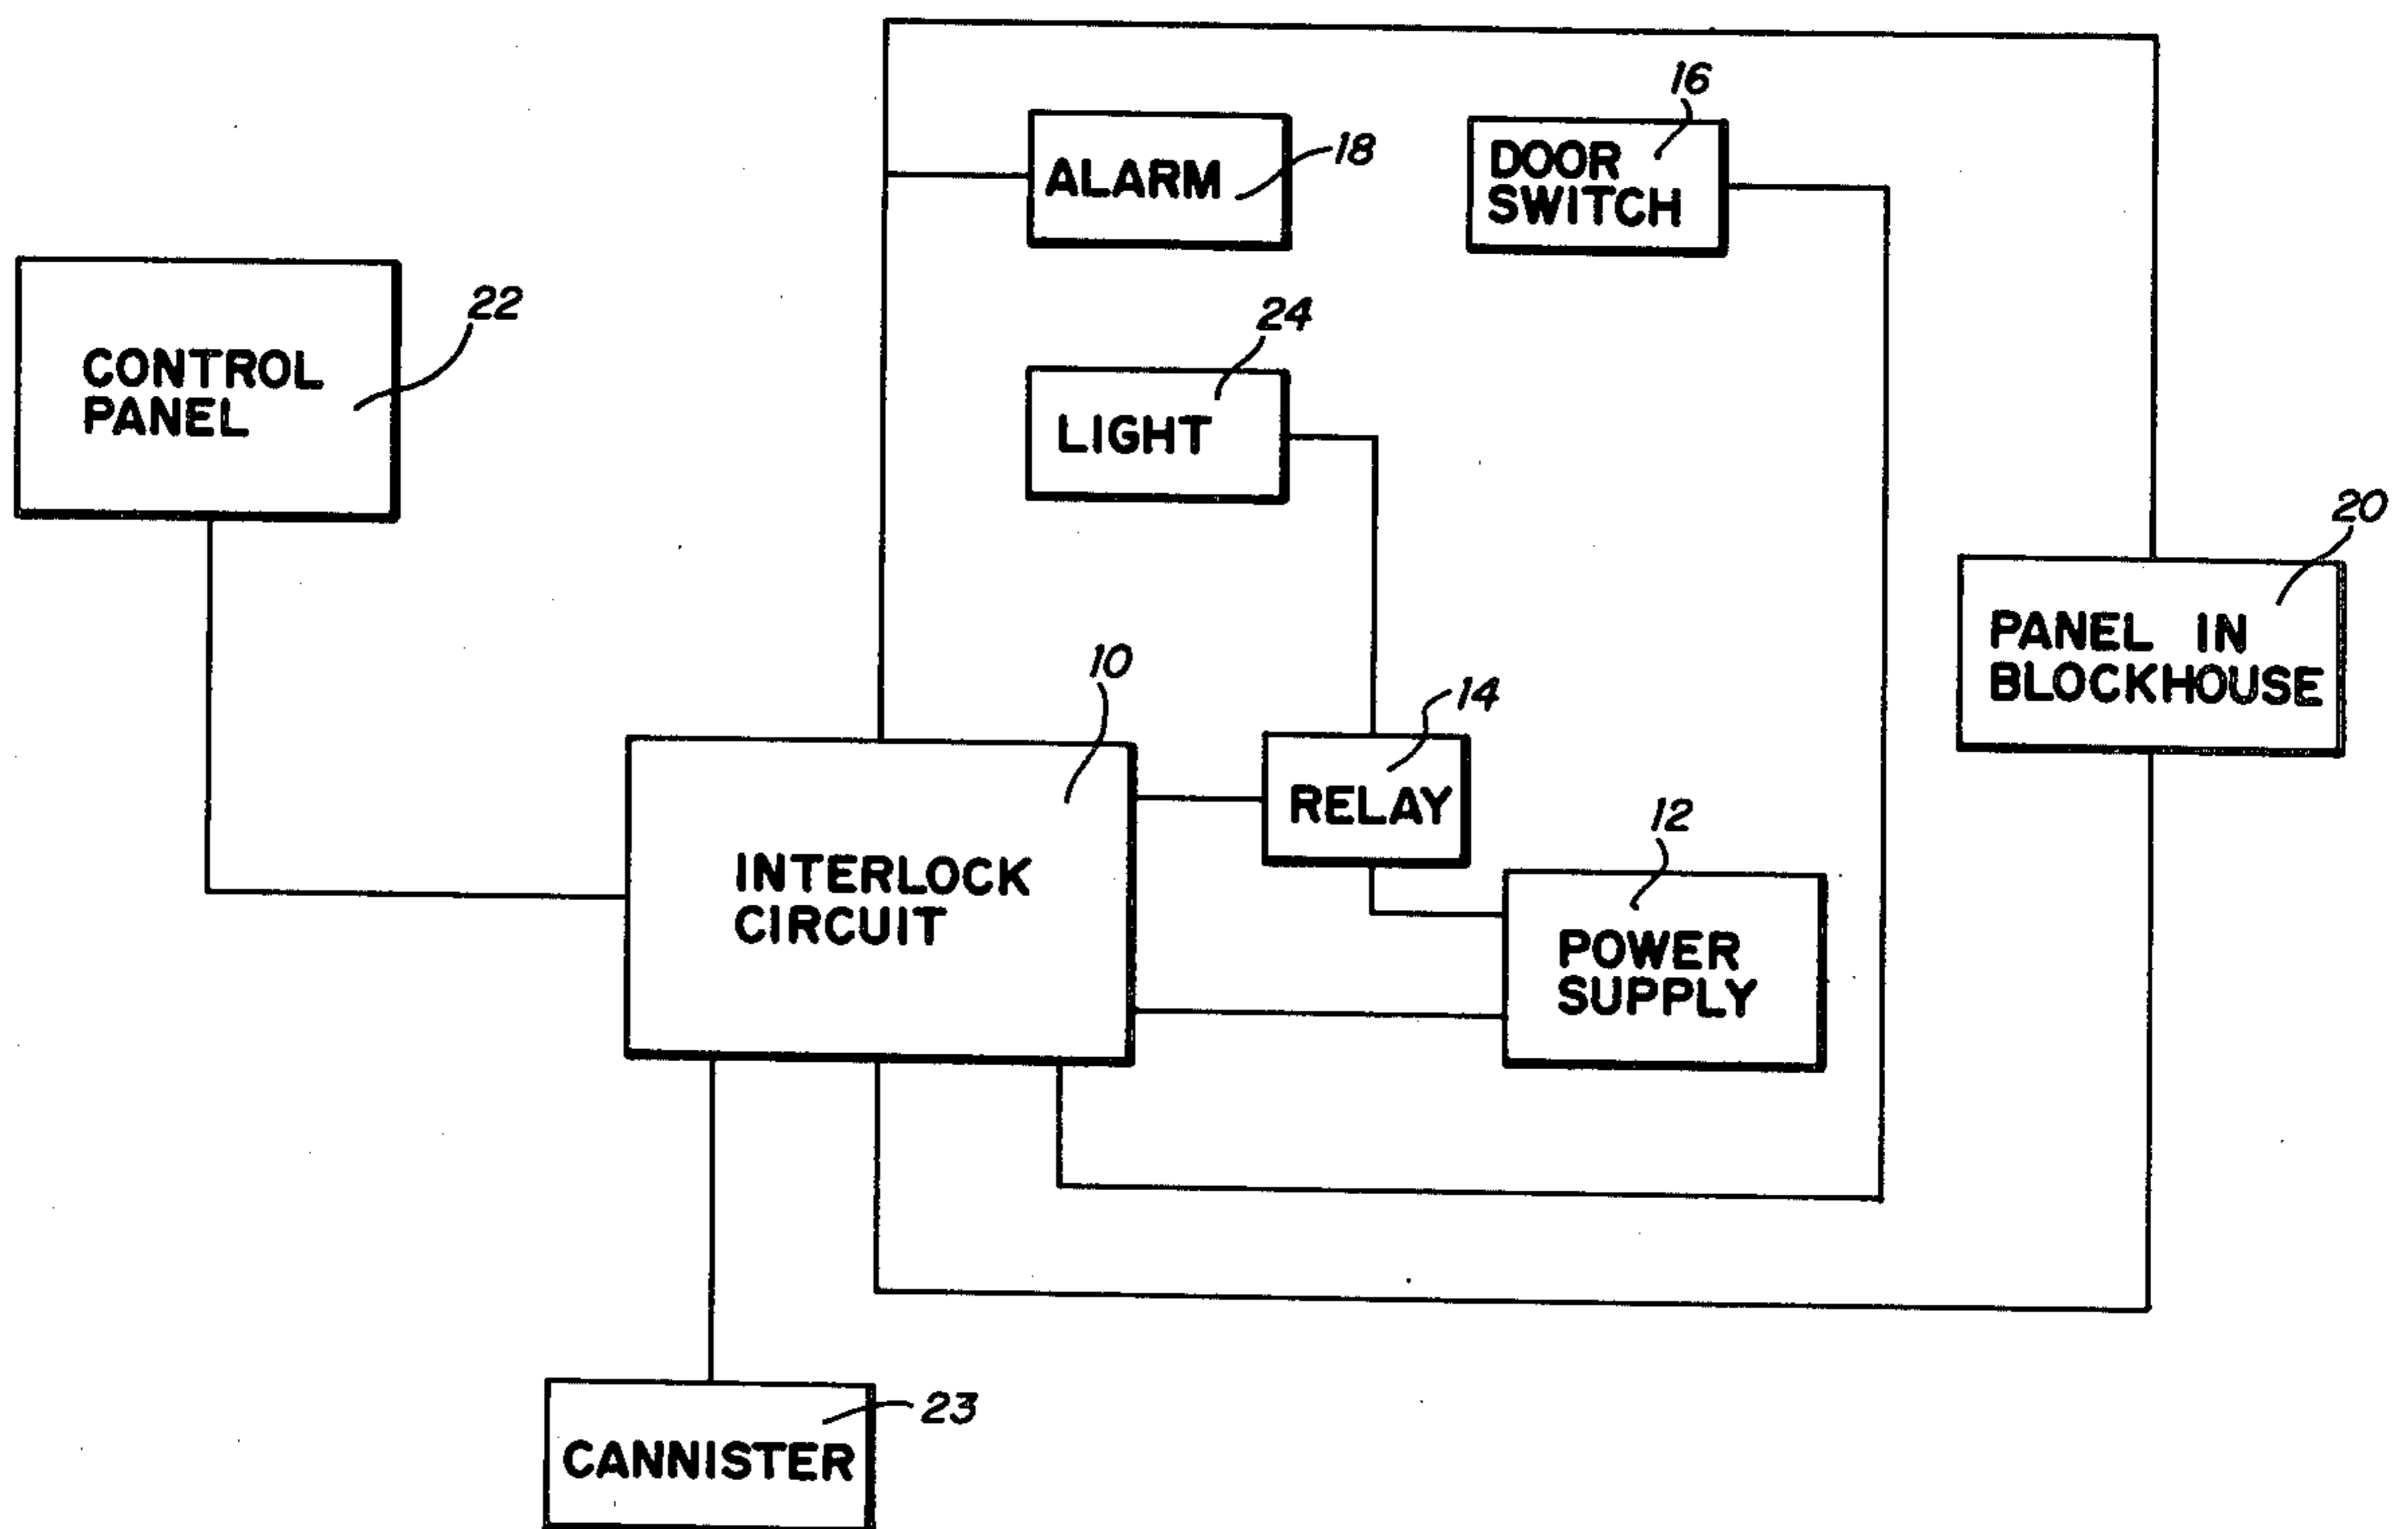 16
ALARM
18
DOOR
SWITCH
22
CONTROL
PANEL
24
LIGHT
20
PANEL IN
BLOCKHOUSE
10
INTERLOCK
CIRCUIT
14
RELAY
12
POWER
SUPPLY
23
CANNISTER